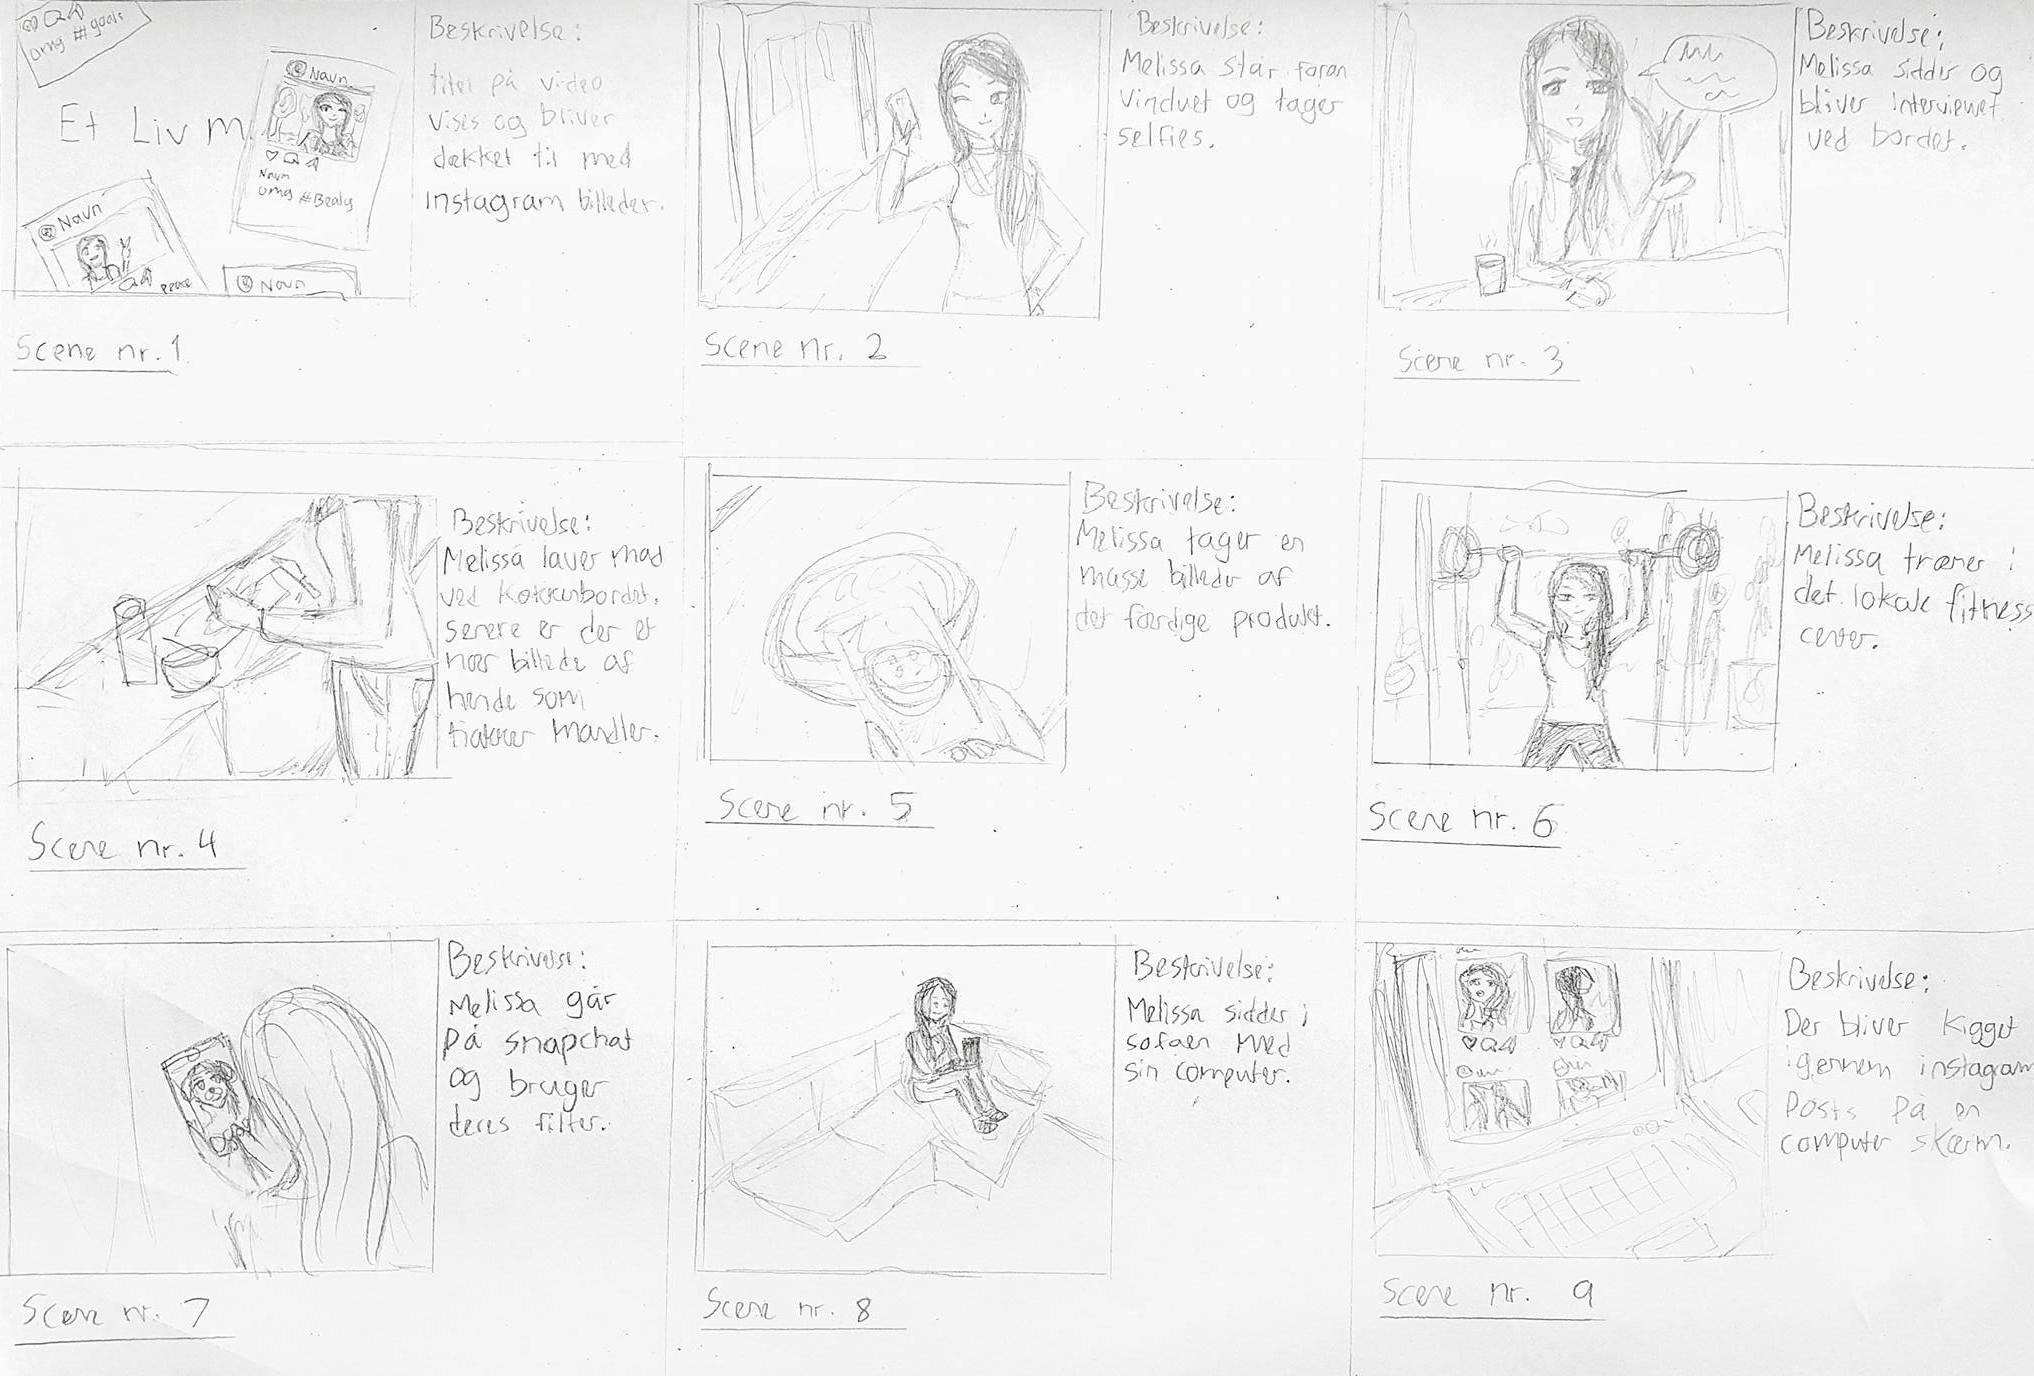 omg #goals
Et Liv m
Navn
Navn
omg #Bealy
Navn
peace
Navn
Beskrivelse:
titel på video
vises og bliver
dækket til med
instagram billeder.
Scene nr. 1
Beskrivelse:
Melissa står foran
vinduet og tager
selfies.
Scene nr. 2
Beskrivelse:
Melissa sidder og
bliver interviewet
ved bordet.
Scene nr. 3
Beskrivelse:
Melissa laver mad
ved køkkenbordet,
senere er der et
nær billede af
hænde som
hakker mandler.
Scene nr. 4
Beskrivelse:
Melissa tager en
masse billeder af
det færdige produkt.
Scene nr. 5
Beskrivelse:
Melissa træner i
det lokale fitness
center.
Scene nr. 6
Beskrivelse:
Melissa går
på snapchat
og bruger
deres filter.
Scene nr. 7
Beskrivelse:
Melissa sidder i
sofaen med
sin computer.
Scene nr. 8
Beskrivelse:
Der bliver kigget
igennem instagram
posts på en
computer skærm.
Scene nr. 9